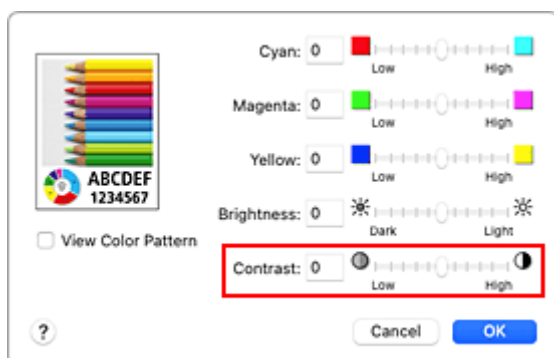 Cyan: 0
Low High
Magenta: 0
Low High
Yellow: 0
Low High
ABCDEF
1234567
Brightness: 0
Dark Light
View Color Pattern
Contrast: 0
Low High
? Cancel OK